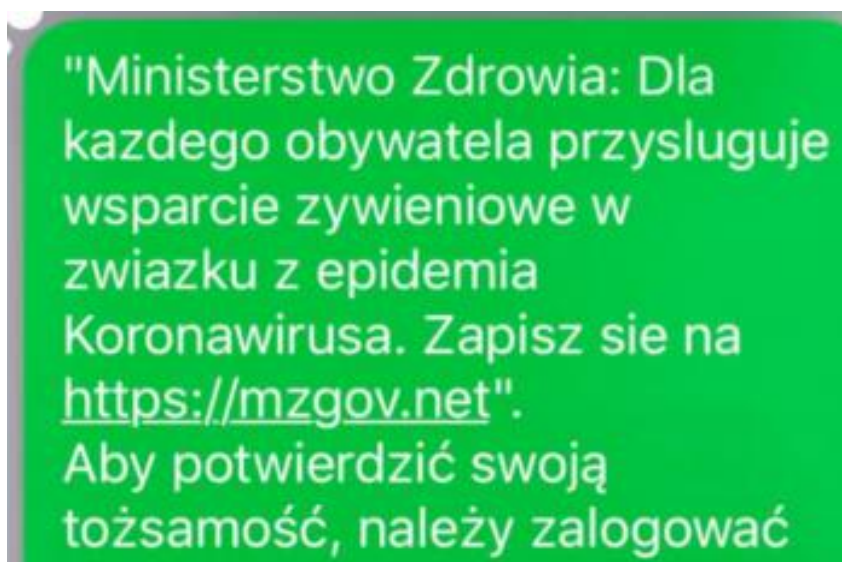 "Ministerstwo Zdrowia: Dla
kazdego obywatela przysluguje
wsparcie zywieniowe w
zwiazku z epidemia
Koronawirusa. Zapisz sie na
https://mzgov.net".
Aby potwierdzić swoją
tożsamość, należy zalogować